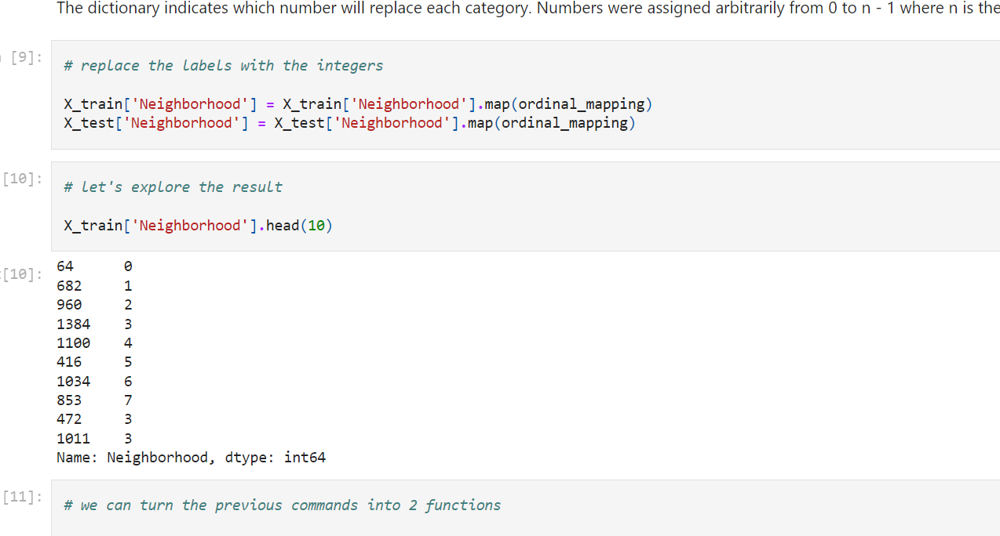 The dictionary indicates which number will replace each category. Numbers were assigned arbitrarily from 0 to n - 1 where n is the
[9]:
# replace the labels with the integers
X_train['Neighborhood'] = X_train['Neighborhood'].map(ordinal_mapping)
X_test['Neighborhood'] = X_test['Neighborhood'].map(ordinal_mapping)
[10]:
# let's explore the result
X_train['Neighborhood'].head(10)
[10]:
64 0
682 1
960 2
1384 3
1100 4
416 5
1034 6
853 7
472 3
1011 3
Name: Neighborhood, dtype: int64
[11]:
# we can turn the previous commands into 2 functions